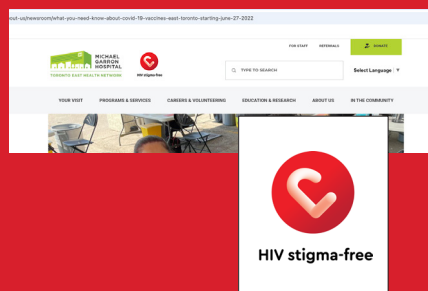 out-us/newsroom/what-you-need-know-about-covid-19-vaccines-east-toronto-starting-june-27-2022
FOR STAFF REFERRALS DONATE
MICHAEL
GARRON
HOSPITAL
TORONTO EAST HEALTH NETWORK
HIV stigma-free
TYPE TO SEARCH
Select Language ▼
YOUR VISIT PROGRAMS & SERVICES CAREERS & VOLUNTEERING EDUCATION & RESEARCH ABOUT US IN THE COMMUNITY
HIV stigma-free